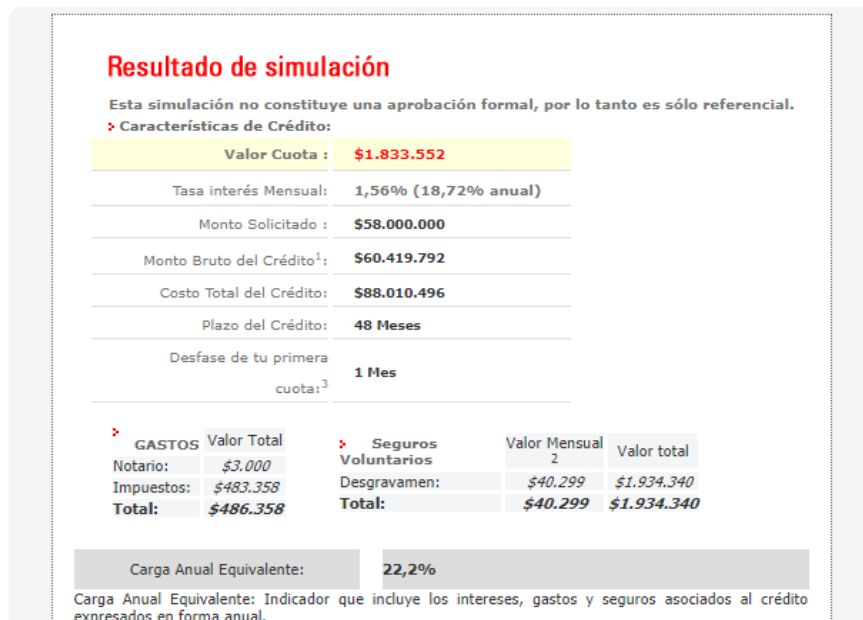 Resultado de simulación
Esta simulación no constituye una aprobación formal, por lo tanto es sólo referencial.
Características de Crédito:
Valor Cuota : $1.833.552
Tasa interés Mensual: 1,56% (18,72% anual)
Monto Solicitado : $58.000.000
Monto Bruto del Crédito1: $60.419.792
Costo Total del Crédito: $88.010.496
Plazo del Crédito: 48 Meses
Desfase de tu primera
cuota:3 1 Mes
GASTOS Valor Total
Notario: $3.000
Impuestos: $483.358
Total: $486.358
Seguros Voluntarios Valor Mensual 2 Valor total
Desgravamen: $40.299 $1.934.340
Total: $40.299 $1.934.340
Carga Anual Equivalente: 22,2%
Carga Anual Equivalente: Indicador que incluye los intereses, gastos y seguros asociados al crédito
expresados en forma anual.